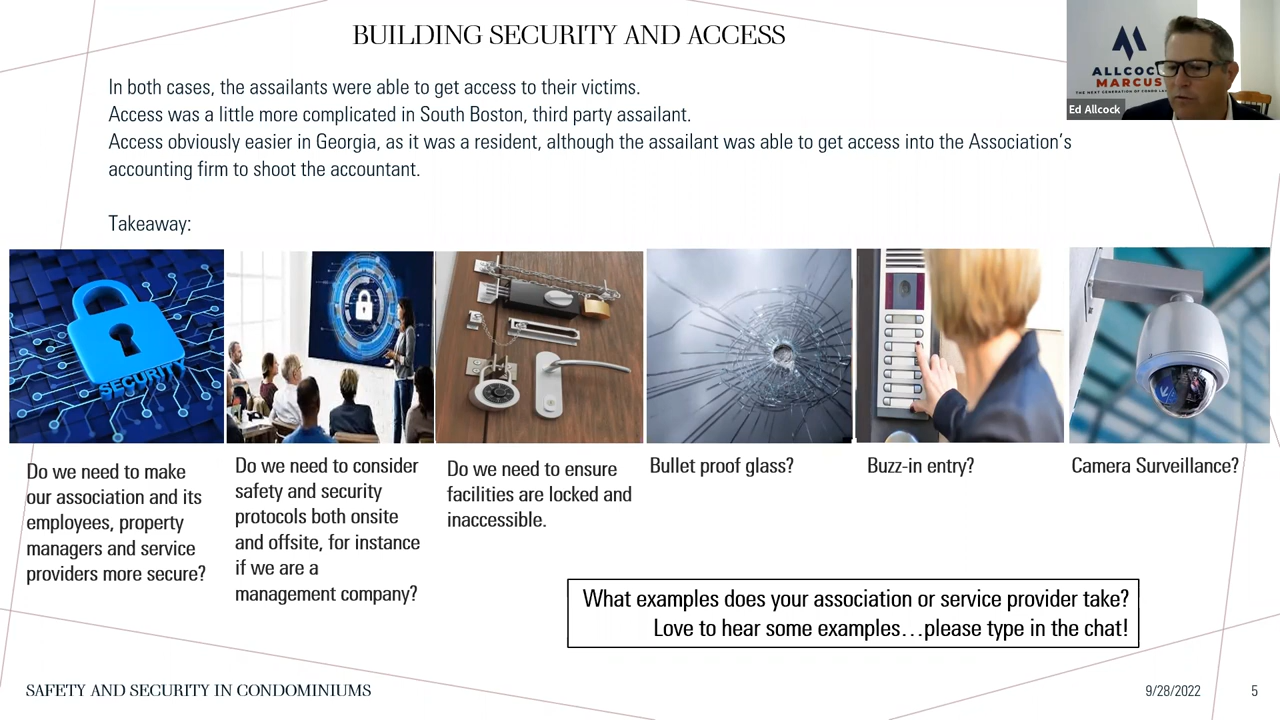 BUILDING SECURITY AND ACCESS
ALLCOC
MARCUS
Ed Allcock
In both cases, the assailants were able to get access to their victims.
Access was a little more complicated in South Boston, third party assailant.
Access obviously easier in Georgia, as it was a resident, although the assailant was able to get access into the Association's
accounting firm to shoot the accountant.
Takeaway:
SECURITY
Do we need to make
our association and its
employees, property
managers and service
providers more secure?
Do we need to consider
safety and security
protocols both onsite
and offsite, for instance
if we are a
management company?
Do we need to ensure
facilities are locked and
inaccessible.
Bullet proof glass?
Buzz-in entry?
Camera Surveillance?
What examples does your association or service provider take?
Love to hear some examples…please type in the chat!
SAFETY AND SECURITY IN CONDOMINIUMS
9/28/2022
5